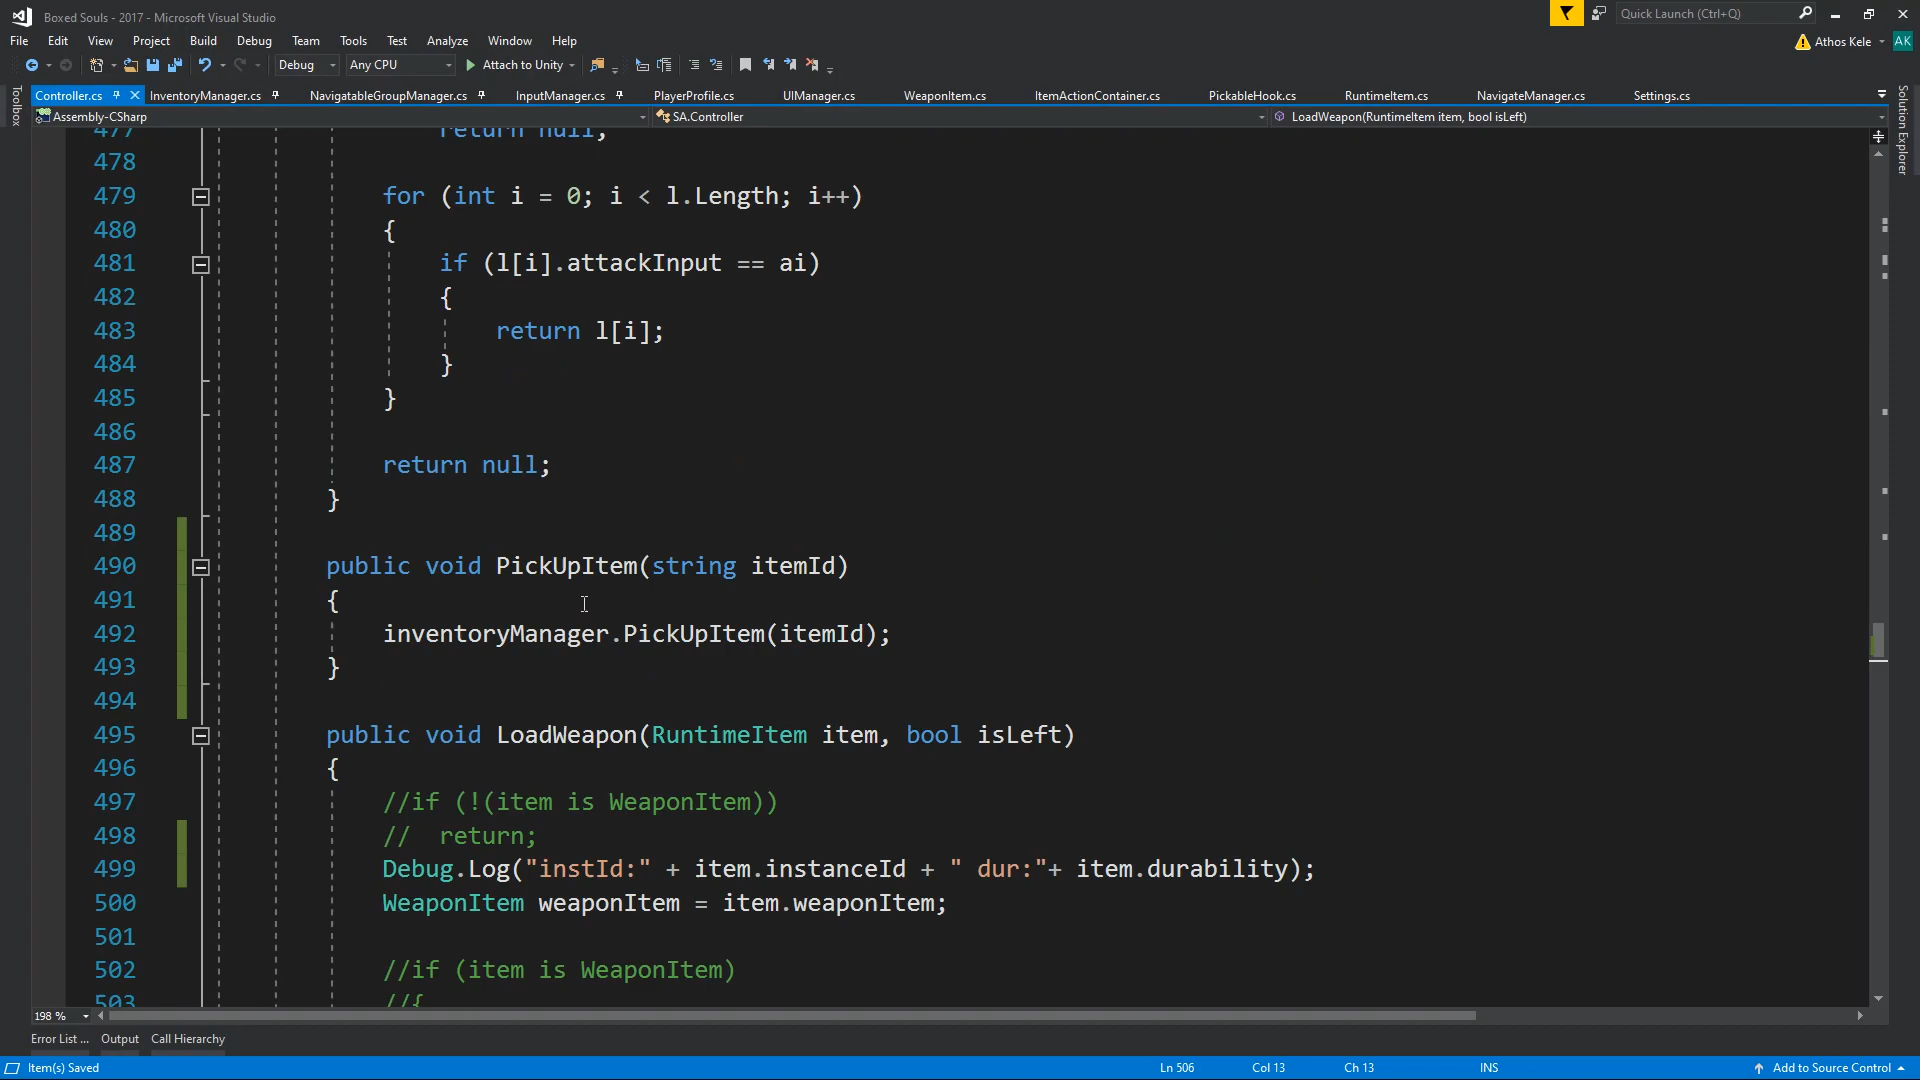 Boxed Souls - 2017 - Microsoft Visual Studio
Quick Launch (Ctrl+Q)
File Edit View Project Build Debug Team Tools Test Analyze Window Help
Athos Kele AK
Debug Any CPU Attach to Unity
Toolbox
Solution Explorer
Controller.cs InventoryManager.cs NavigatableGroupManager.cs InputManager.cs PlayerProfile.cs UIManager.cs WeaponItem.cs ItemActionContainer.cs PickableHook.cs RuntimeItem.cs NavigateManager.cs Settings.cs
Assembly-CSharp SA.Controller LoadWeapon(RuntimeItem item, bool isLeft)
477 return null;
478
479 for (int i = 0; i < l.Length; i++)
480 {
481 if (l[i].attackInput == ai)
482 {
483 return l[i];
484 }
485 }
486
487 return null;
488 }
489
490 public void PickUpItem(string itemId)
491 {
492 inventoryManager.PickUpItem(itemId);
493 }
494
495 public void LoadWeapon(RuntimeItem item, bool isLeft)
496 {
497 //if (!(item is WeaponItem))
498 // return;
499 Debug.Log("instId:" + item.instanceId + " dur:"+ item.durability);
500 WeaponItem weaponItem = item.weaponItem;
501
502 //if (item is WeaponItem)
503 //{
198 %
Error List ... Output Call Hierarchy
Item(s) Saved Ln 506 Col 13 Ch 13 INS Add to Source Control